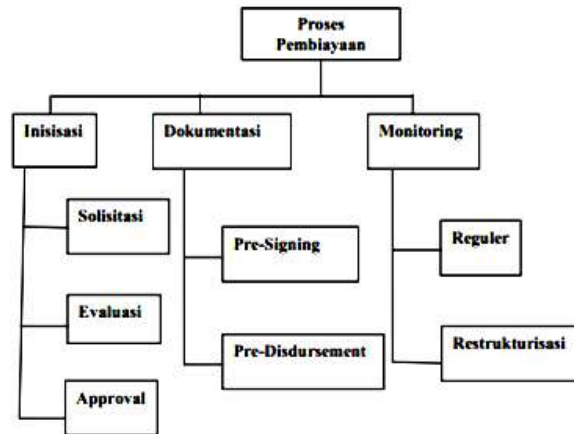 Proses
Pembiayaan
Inisisasi
Dokumentasi
Monitoring
Solisitasi
Pre-Signing
Reguler
Evaluasi
Pre-Disdursement
Restrukturisasi
Approval